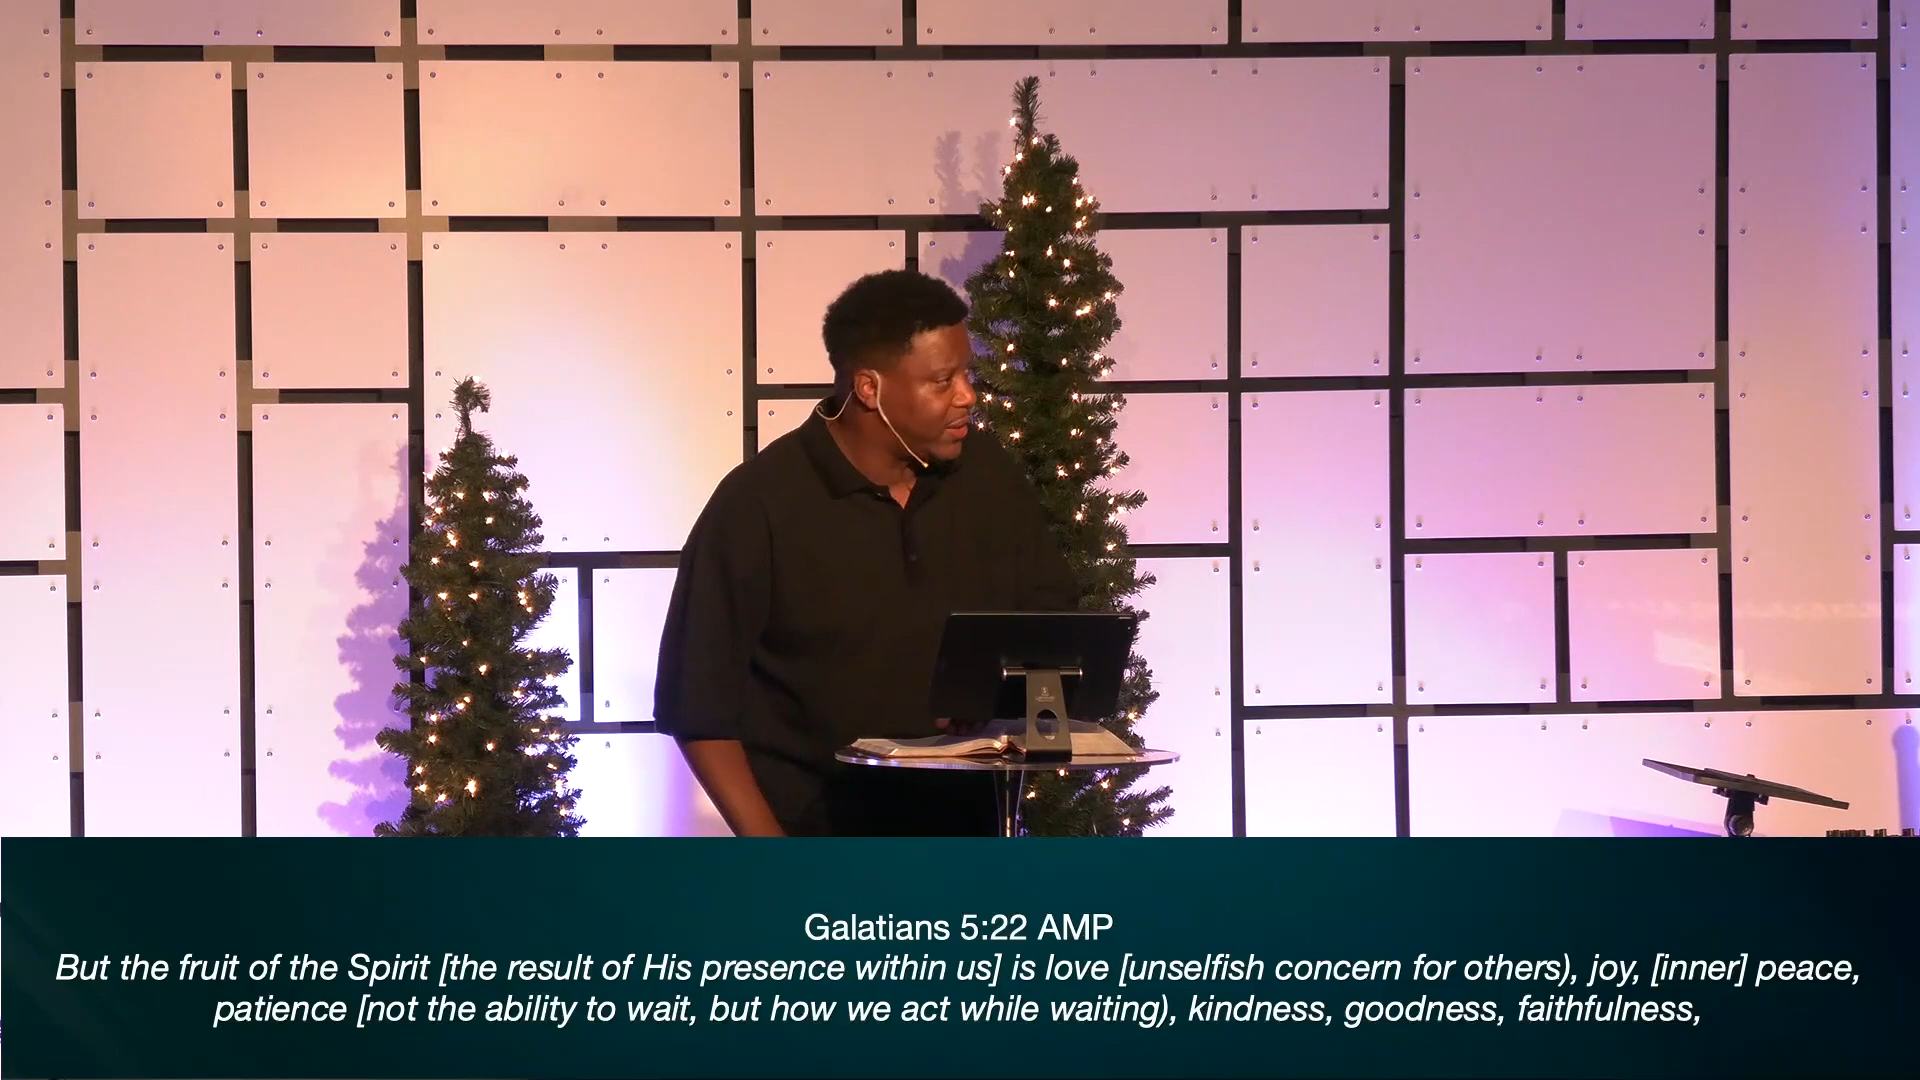 Galatians 5:22 AMP
But the fruit of the Spirit [the result of His presence within us] is love [unselfish concern for others), joy, [inner] peace,
patience [not the ability to wait, but how we act while waiting), kindness, goodness, faithfulness,